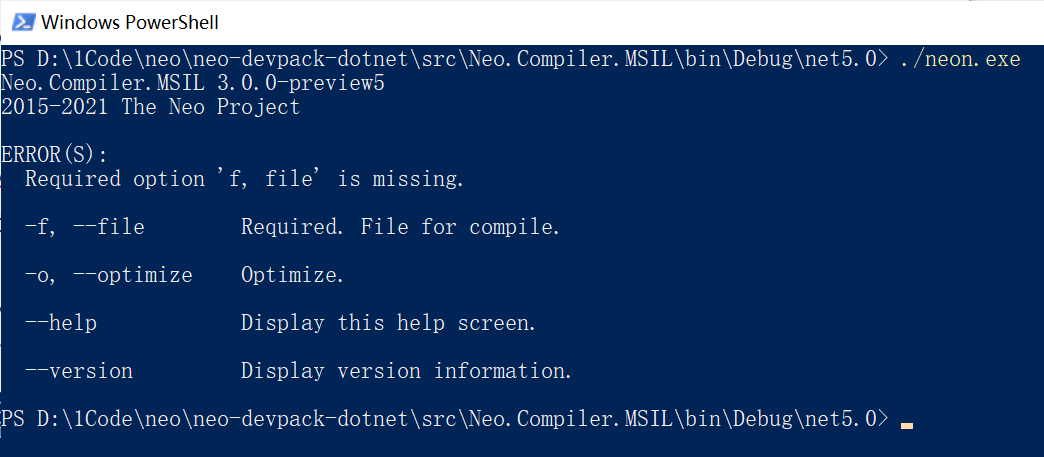 Windows PowerShell
PS D:\1Code\neo\neo-devpack-dotnet\src\Neo.Compiler.MSIL\bin\Debug\net5.0> ./neon.exe
Neo.Compiler.MSIL 3.0.0-preview5
2015-2021 The Neo Project
ERROR(S):
Required option 'f, file' is missing.
-f, --file Required. File for compile.
-o, --optimize Optimize.
--help Display this help screen.
--version Display version information.
PS D:\1Code\neo\neo-devpack-dotnet\src\Neo.Compiler.MSIL\bin\Debug\net5.0>